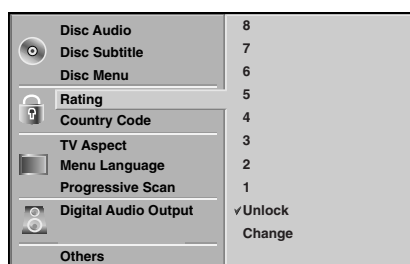 Disc Audio
Disc Subtitle
Disc Menu
Rating
Country Code
TV Aspect
Menu Language
Progressive Scan
Digital Audio Output
Others
8
7
6
5
4
3
2
1
✓Unlock
Change